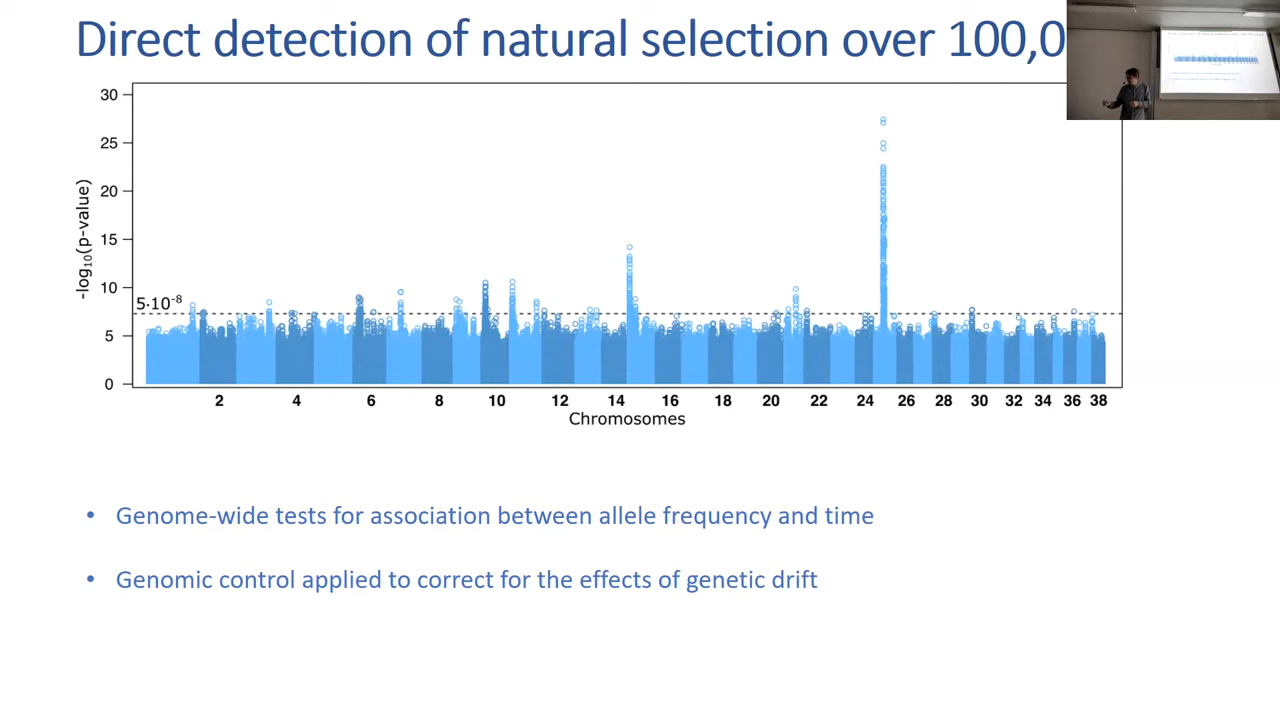 Direct detection of natural selection over 100,0
30
25
20
15
10
5
0
-log10(p-value)
5·10-8
2 4 6 8 10 12 14 16 18 20 22 24 26 28 30 32 34 36 38
Chromosomes
• Genome-wide tests for association between allele frequency and time
• Genomic control applied to correct for the effects of genetic drift